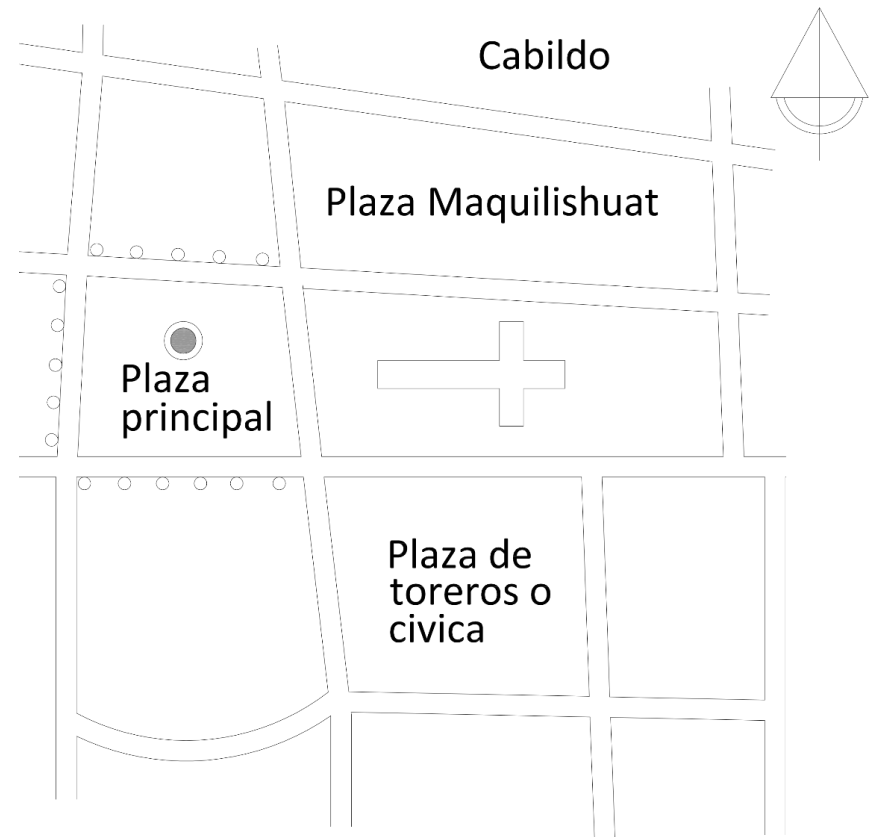 Cabildo
Plaza Maquilishuat
Plaza
principal
Plaza de
toreros o
civica